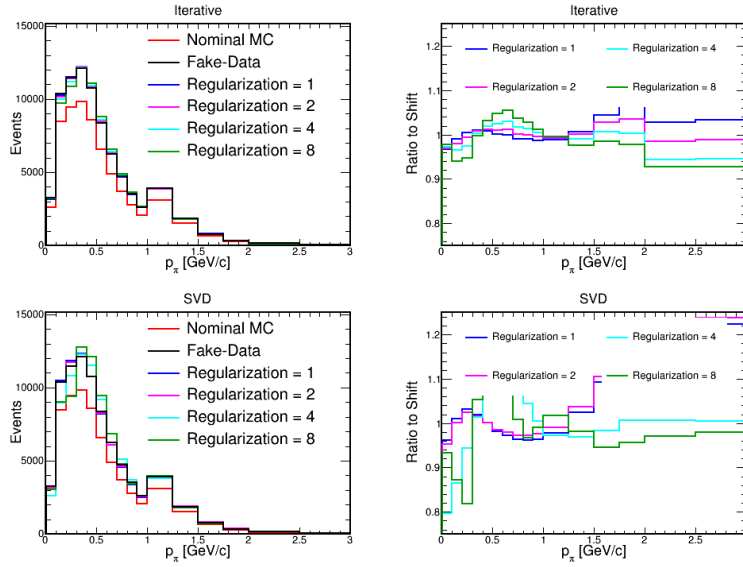 Iterative
Nominal MC
Fake-Data
Regularization = 1
Regularization = 2
Regularization = 4
Regularization = 8
Events
15000
10000
5000
0
0 0.5 1 1.5 2 2.5 3
p_π [GeV/c]
Iterative
Regularization = 1 Regularization = 4
Regularization = 2 Regularization = 8
Ratio to Shift
1.2
1.1
1
0.9
0.8
0 0.5 1 1.5 2 2.5
p_π [GeV/c]
SVD
Nominal MC
Fake-Data
Regularization = 1
Regularization = 2
Regularization = 4
Regularization = 8
Events
15000
10000
5000
0
0 0.5 1 1.5 2 2.5 3
p_π [GeV/c]
SVD
Regularization = 1 Regularization = 4
Regularization = 2 Regularization = 8
Ratio to Shift
1.2
1.1
1
0.9
0.8
0 0.5 1 1.5 2 2.5
p_π [GeV/c]